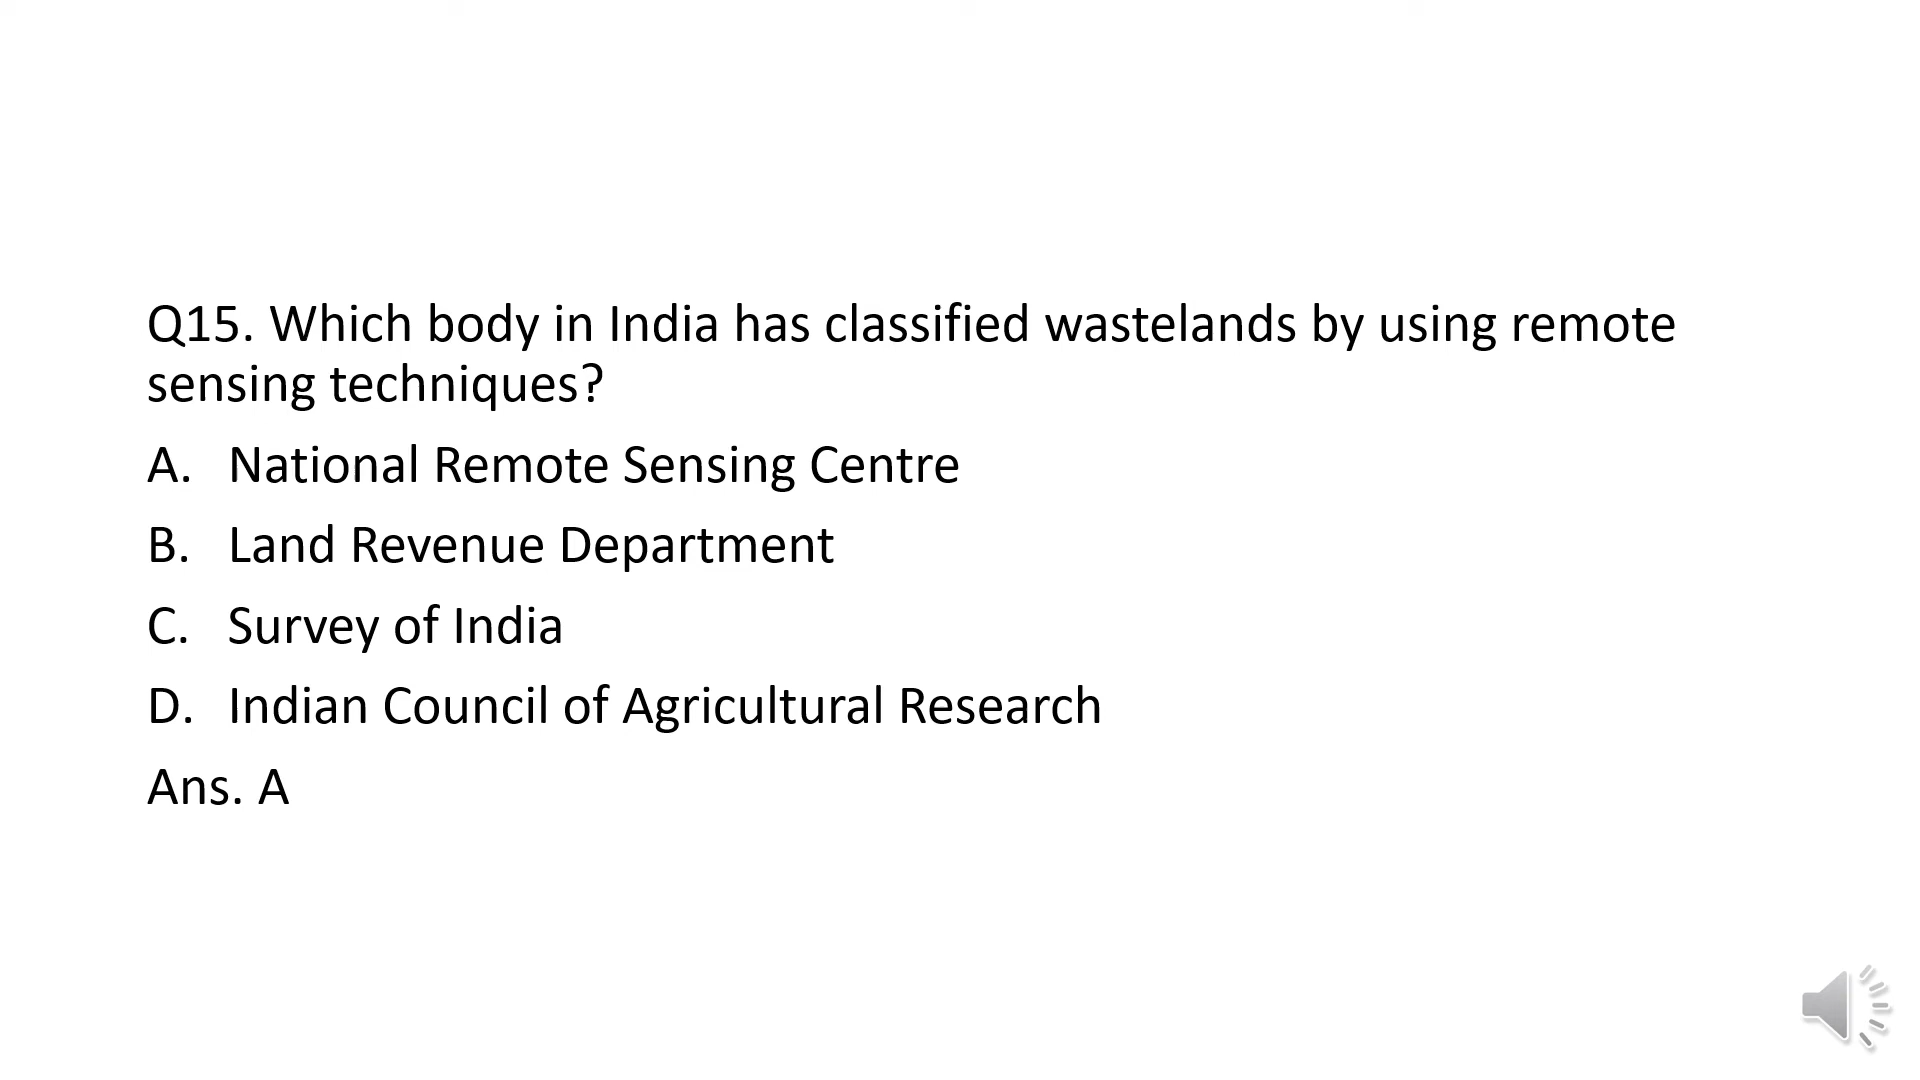 Q15. Which body in India has classified wastelands by using remote
sensing techniques?
A. National Remote Sensing Centre
B. Land Revenue Department
C. Survey of India
D. Indian Council of Agricultural Research
Ans. A